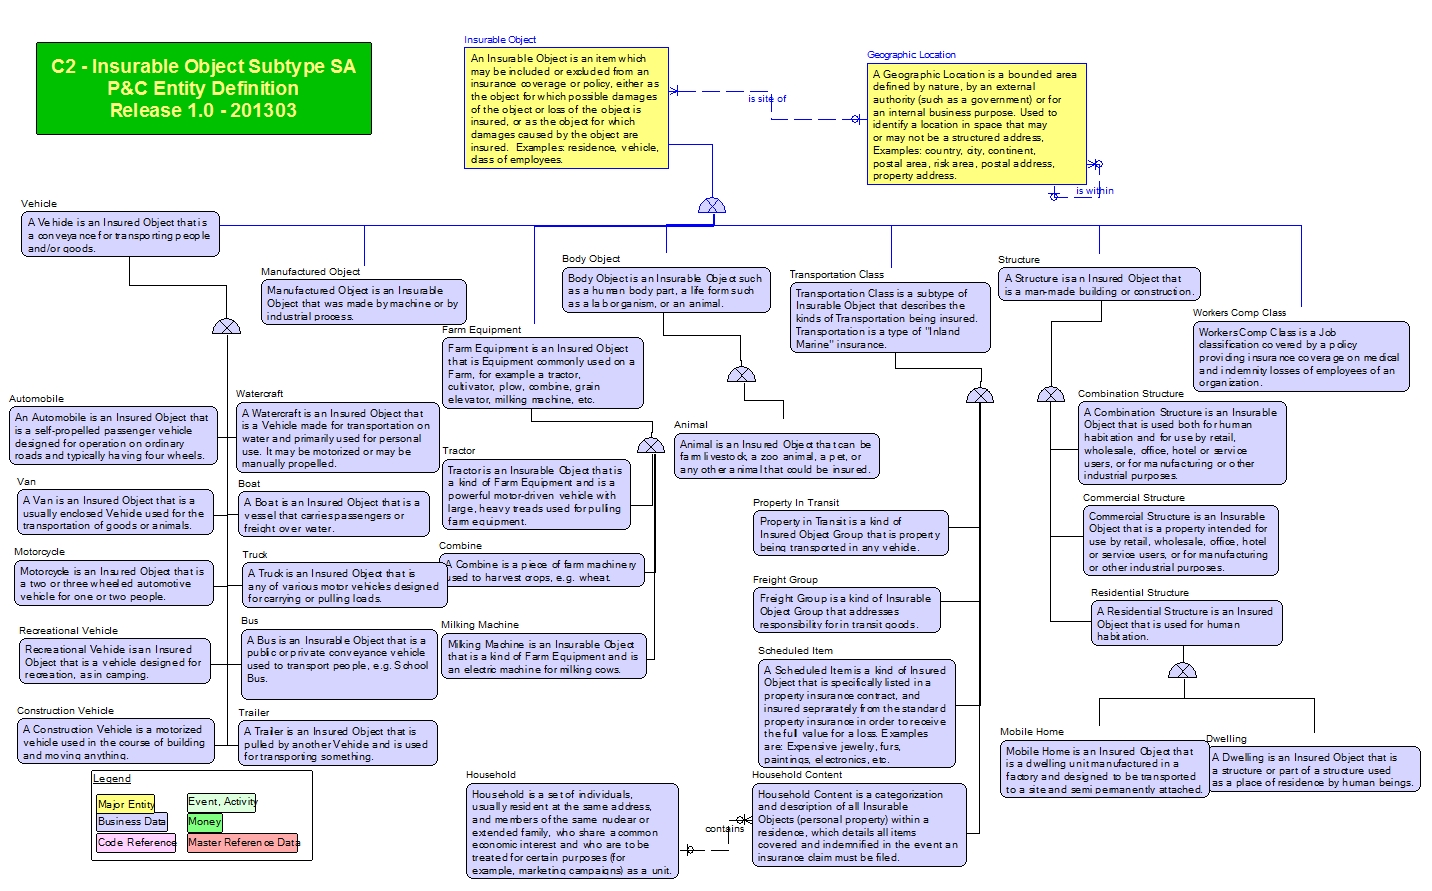 C2 - Insurable Object Subtype SA
P&C Entity Definition
Release 1.0 - 201303
Insurable Object
An Insurable Object is an item which
may be included or excluded from an
insurance coverage or policy, either as
the object for which possible damages
of the object or loss of the object is
insured, or as the object for which
damages caused by the object are
insured. Examples: residence, vehicle,
class of employees.
is site of
Geographic Location
A Geographic Location is a bounded area
defined by nature, by an external
authority (such as a government) or for
an internal business purpose. Used to
identify a location in space that may
or may not be a structured address,
Examples: country, city, continent,
postal area, risk area, postal address,
property address.
is within
Vehicle
A Vehicle is an Insured Object that is
a conveyance for transporting people
and/or goods.
Manufactured Object
Manufactured Object is an Insurable
Object that was made by machine or by
industrial process.
Farm Equipment
Farm Equipment is an Insured Object
that is Equipment commonly used on a
Farm, for example a tractor,
cultivator, plow, combine, grain
elevator, milking machine, etc.
Body Object
Body Object is an Insurable Object such
as a human body part, a life form such
as a lab organism, or an animal.
Transportation Class
Transportation Class is a subtype of
Insurable Object that describes the
kinds of Transportation being insured.
Transportation is a type of "Inland
Marine" insurance.
Structure
A Structure is an Insured Object that
is a man-made building or construction.
Workers Comp Class
Workers Comp Class is a Job
classification covered by a policy
providing insurance coverage on medical
and indemnity losses of employees of an
organization.
Automobile
An Automobile is an Insured Object that
is a self-propelled passenger vehicle
designed for operation on ordinary
roads and typically having four wheels.
Watercraft
A Watercraft is an Insured Object that
is a Vehicle made for transportation on
water and primarily used for personal
use. It may be motorized or may be
manually propelled.
Van
A Van is an Insured Object that is a
usually enclosed Vehicle used for the
transportation of goods or animals.
Boat
A Boat is an Insured Object that is a
vessel that carries passengers or
freight over water.
Motorcycle
Motorcycle is an Insured Object that is
a two or three wheeled automotive
vehicle for one or two people.
Truck
A Truck is an Insured Object that is
any of various motor vehicles designed
for carrying or pulling loads.
Recreational Vehicle
Recreational Vehicle is an Insured
Object that is a vehicle designed for
recreation, as in camping.
Bus
A Bus is an Insurable Object that is a
public or private conveyance vehicle
used to transport people, e.g. School
Bus.
Construction Vehicle
A Construction Vehicle is a motorized
vehicle used in the course of building
and moving anything.
Trailer
A Trailer is an Insured Object that is
pulled by another Vehicle and is used
for transporting something.
Tractor
Tractor is an Insurable Object that is
a kind of Farm Equipment and is a
powerful motor-driven vehicle with
large, heavy treads used for pulling
farm equipment.
Combine
A Combine is a piece of farm machinery
used to harvest crops, e.g. wheat.
Milking Machine
Milking Machine is an Insurable Object
that is a kind of Farm Equipment and is
an electric machine for milking cows.
Animal
Animal is an Insured Object that can be
farm livestock, a zoo animal, a pet, or
any other animal that could be insured.
Property In Transit
Property in Transit is a kind of
Insured Object Group that is property
being transported in any vehicle.
Freight Group
Freight Group is a kind of Insurable
Object Group that addresses
responsibility for in transit goods.
Scheduled Item
A Scheduled Item is a kind of Insured
Object that is specifically listed in a
property insurance contract, and
insured seprarately from the standard
property insurance in order to receive
the full value for a loss. Examples
are: Expensive jewelry, furs,
paintings, electronics, etc.
Household
Household is a set of individuals,
usually resident at the same address,
and members of the same nuclear or
extended family, who share a common
economic interest and who are to be
treated for certain purposes (for
example, marketing campaigns) as a unit.
contains
Household Content
Household Content is a categorization
and description of all Insurable
Objects (personal property) within a
residence, which details all items
covered and indemnified in the event an
insurance claim must be filed.
Combination Structure
A Combination Structure is an Insurable
Object that is used both for human
habitation and for use by retail,
wholesale, office, hotel or service
users, or for manufacturing or other
industrial purposes.
Commercial Structure
Commercial Structure is an Insurable
Object that is a property intended for
use by retail, wholesale, office, hotel
or service users, or for manufacturing
or other industrial purposes.
Residential Structure
A Residential Structure is an Insured
Object that is used for human
habitation.
Mobile Home
Mobile Home is an Insured Object that
is a dwelling unit manufactured in a
factory and designed to be transported
to a site and semi permanently attached.
Dwelling
A Dwelling is an Insured Object that is
a structure or part of a structure used
as a place of residence by human beings.
Legend
Major Entity
Event, Activity
Business Data
Money
Code Reference
Master Reference Data